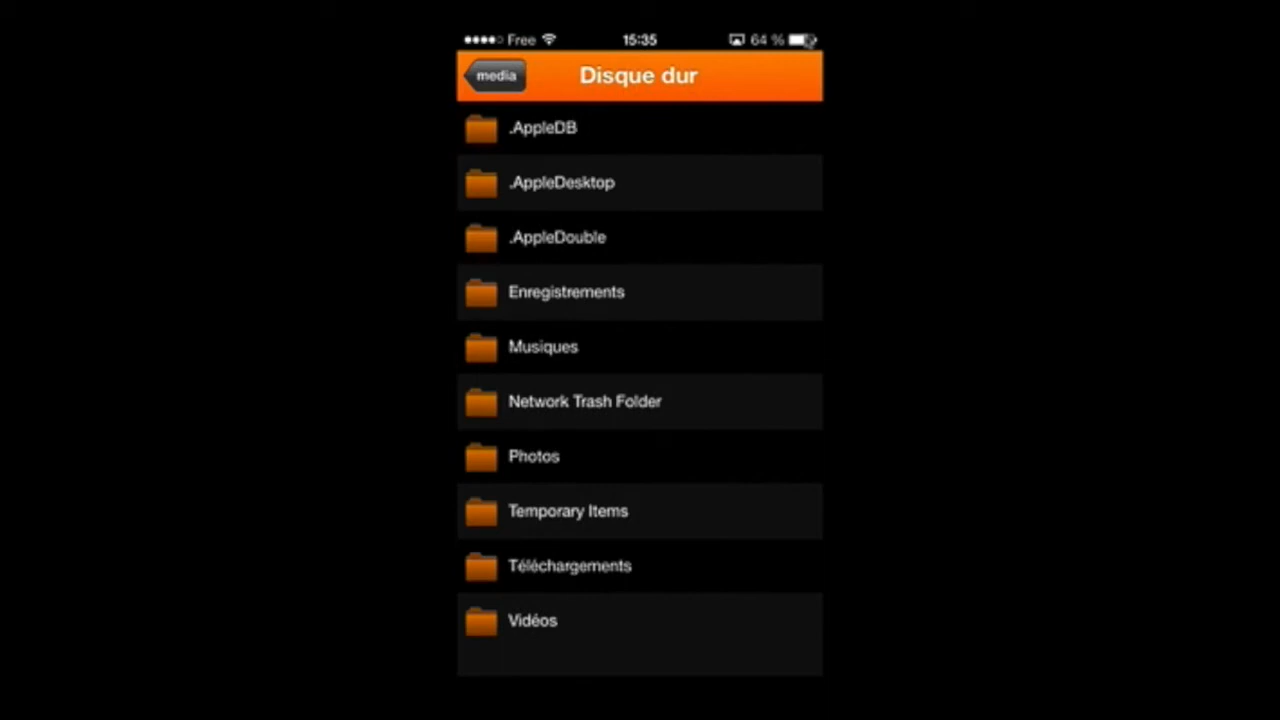 Free 15:35 64 %
media Disque dur
.AppleDB
.AppleDesktop
.AppleDouble
Enregistrements
Musiques
Network Trash Folder
Photos
Temporary Items
Téléchargements
Vidéos